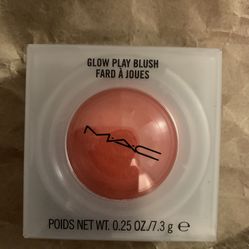 GLOW PLAY BLUSH
FARD À JOUES
MAC
POIDS NET WT. 0.25 OZ./7.3 g ℮